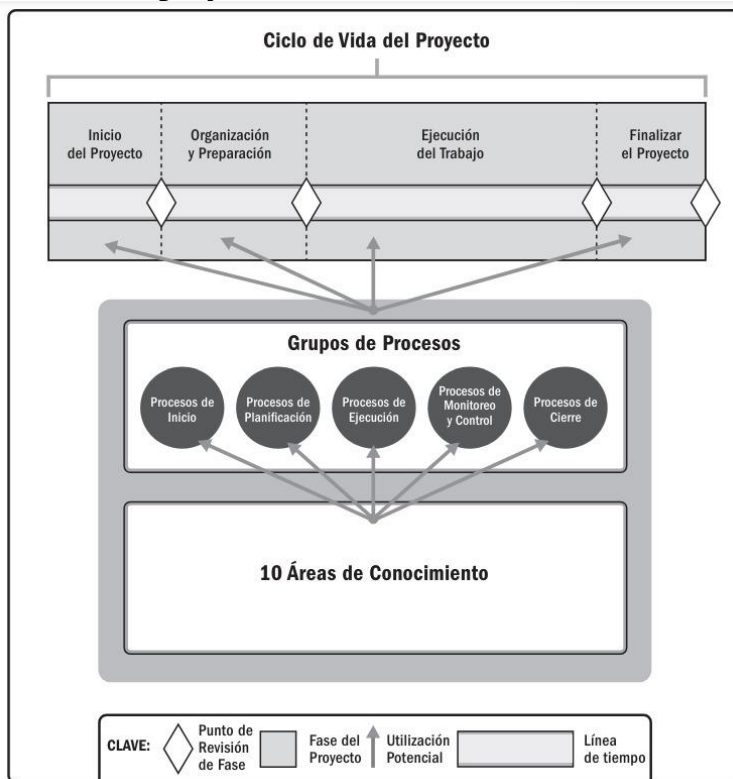 Ciclo de Vida del Proyecto
Inicio
del Proyecto
Organización
y Preparación
Ejecución
del Trabajo
Finalizar
el Proyecto
Grupos de Procesos
Procesos de
Inicio
Procesos de
Planificación
Procesos de
Ejecución
Procesos de
Monitoreo
y Control
Procesos de
Cierre
10 Áreas de Conocimiento
CLAVE:
Punto de
Revisión
de Fase
Fase del
Proyecto
Utilización
Potencial
Línea
de tiempo